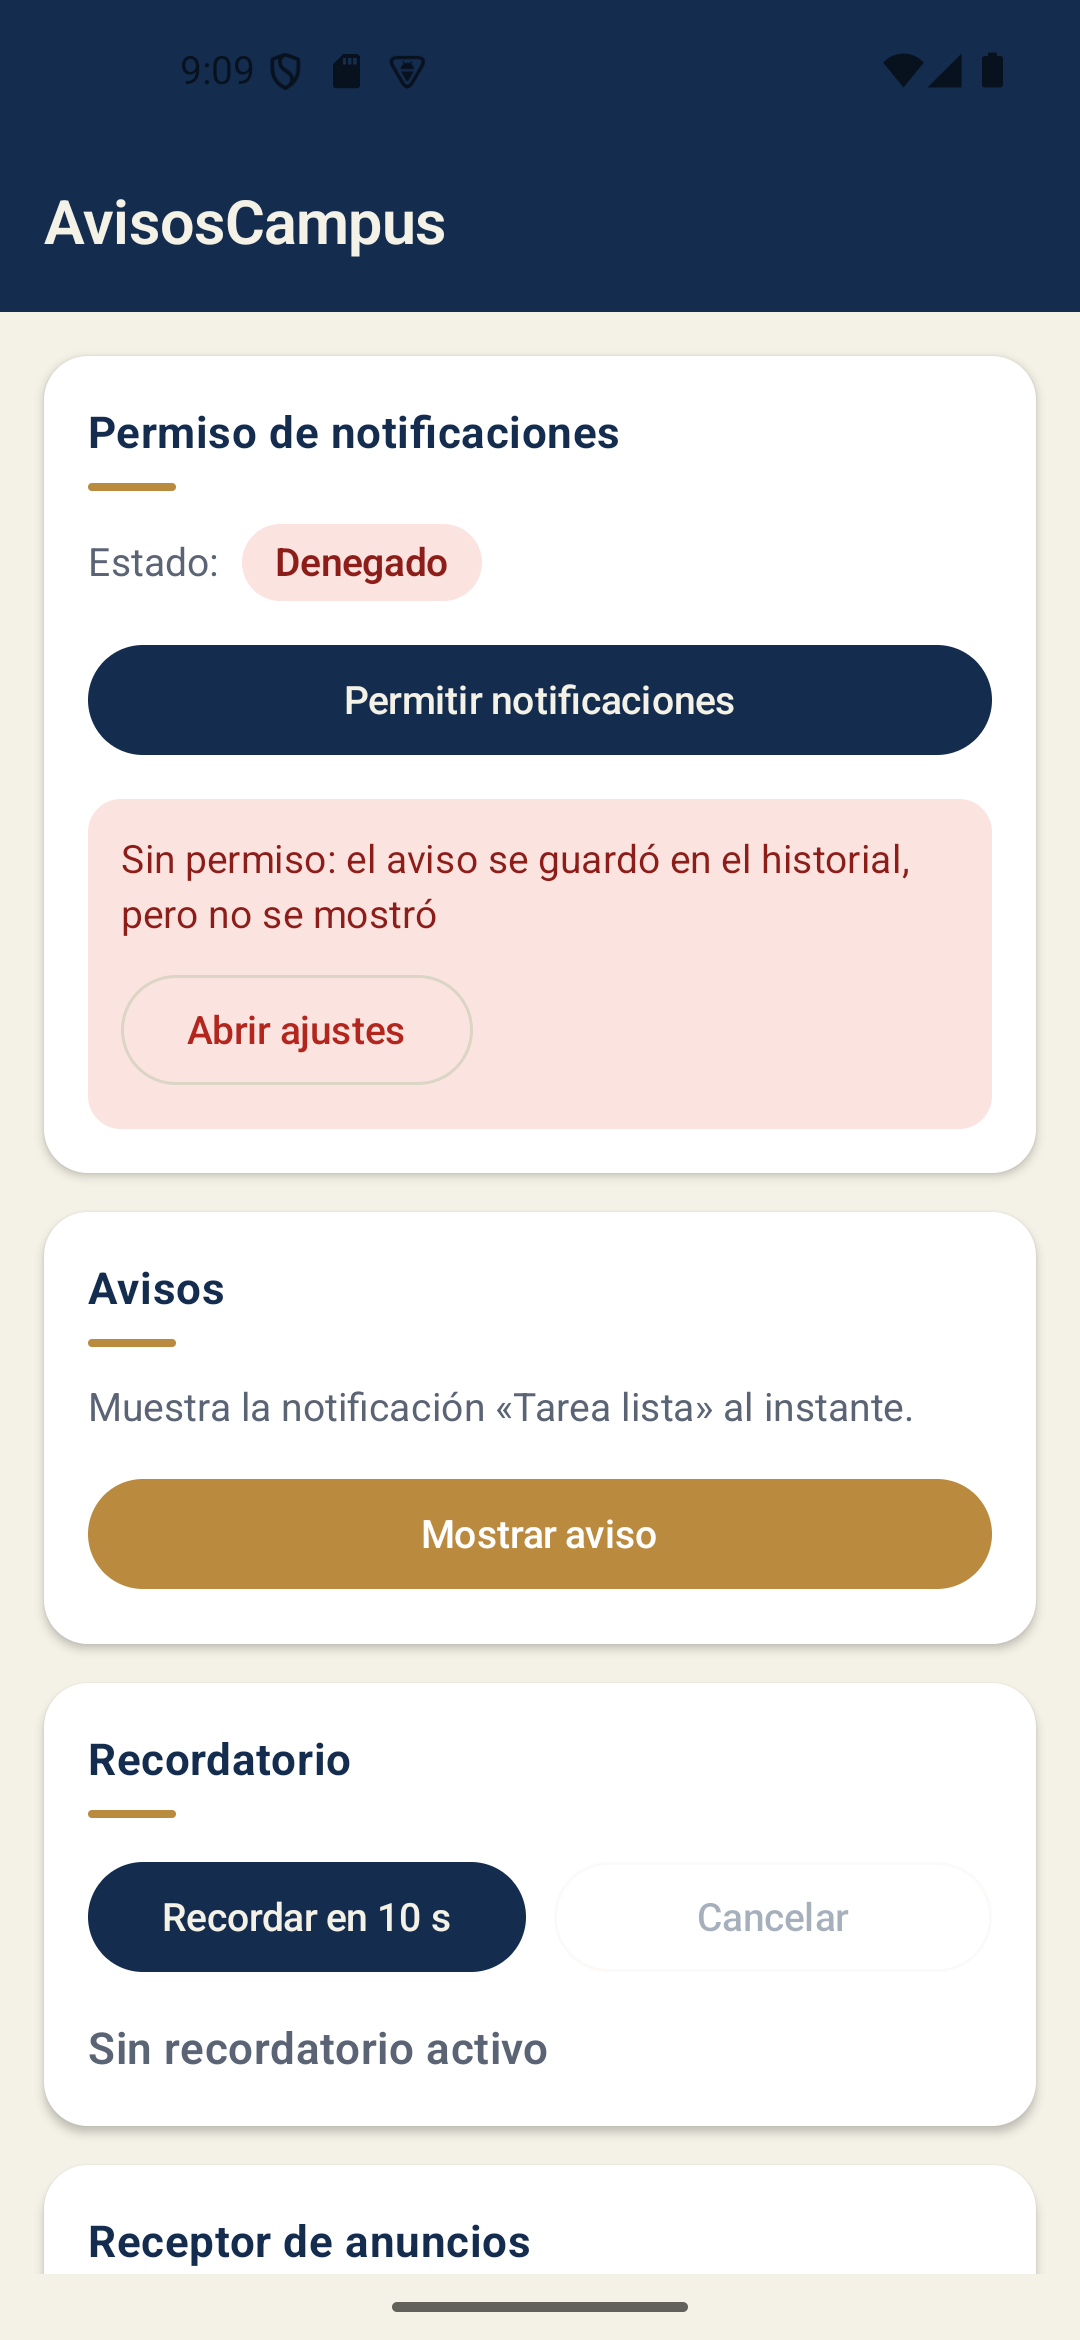 9:09
AvisosCampus
Permiso de notificaciones
Estado: Denegado
Permitir notificaciones
Sin permiso: el aviso se guardó en el historial,
pero no se mostró
Abrir ajustes
Avisos
Muestra la notificación «Tarea lista» al instante.
Mostrar aviso
Recordatorio
Recordar en 10 s Cancelar
Sin recordatorio activo
Receptor de anuncios